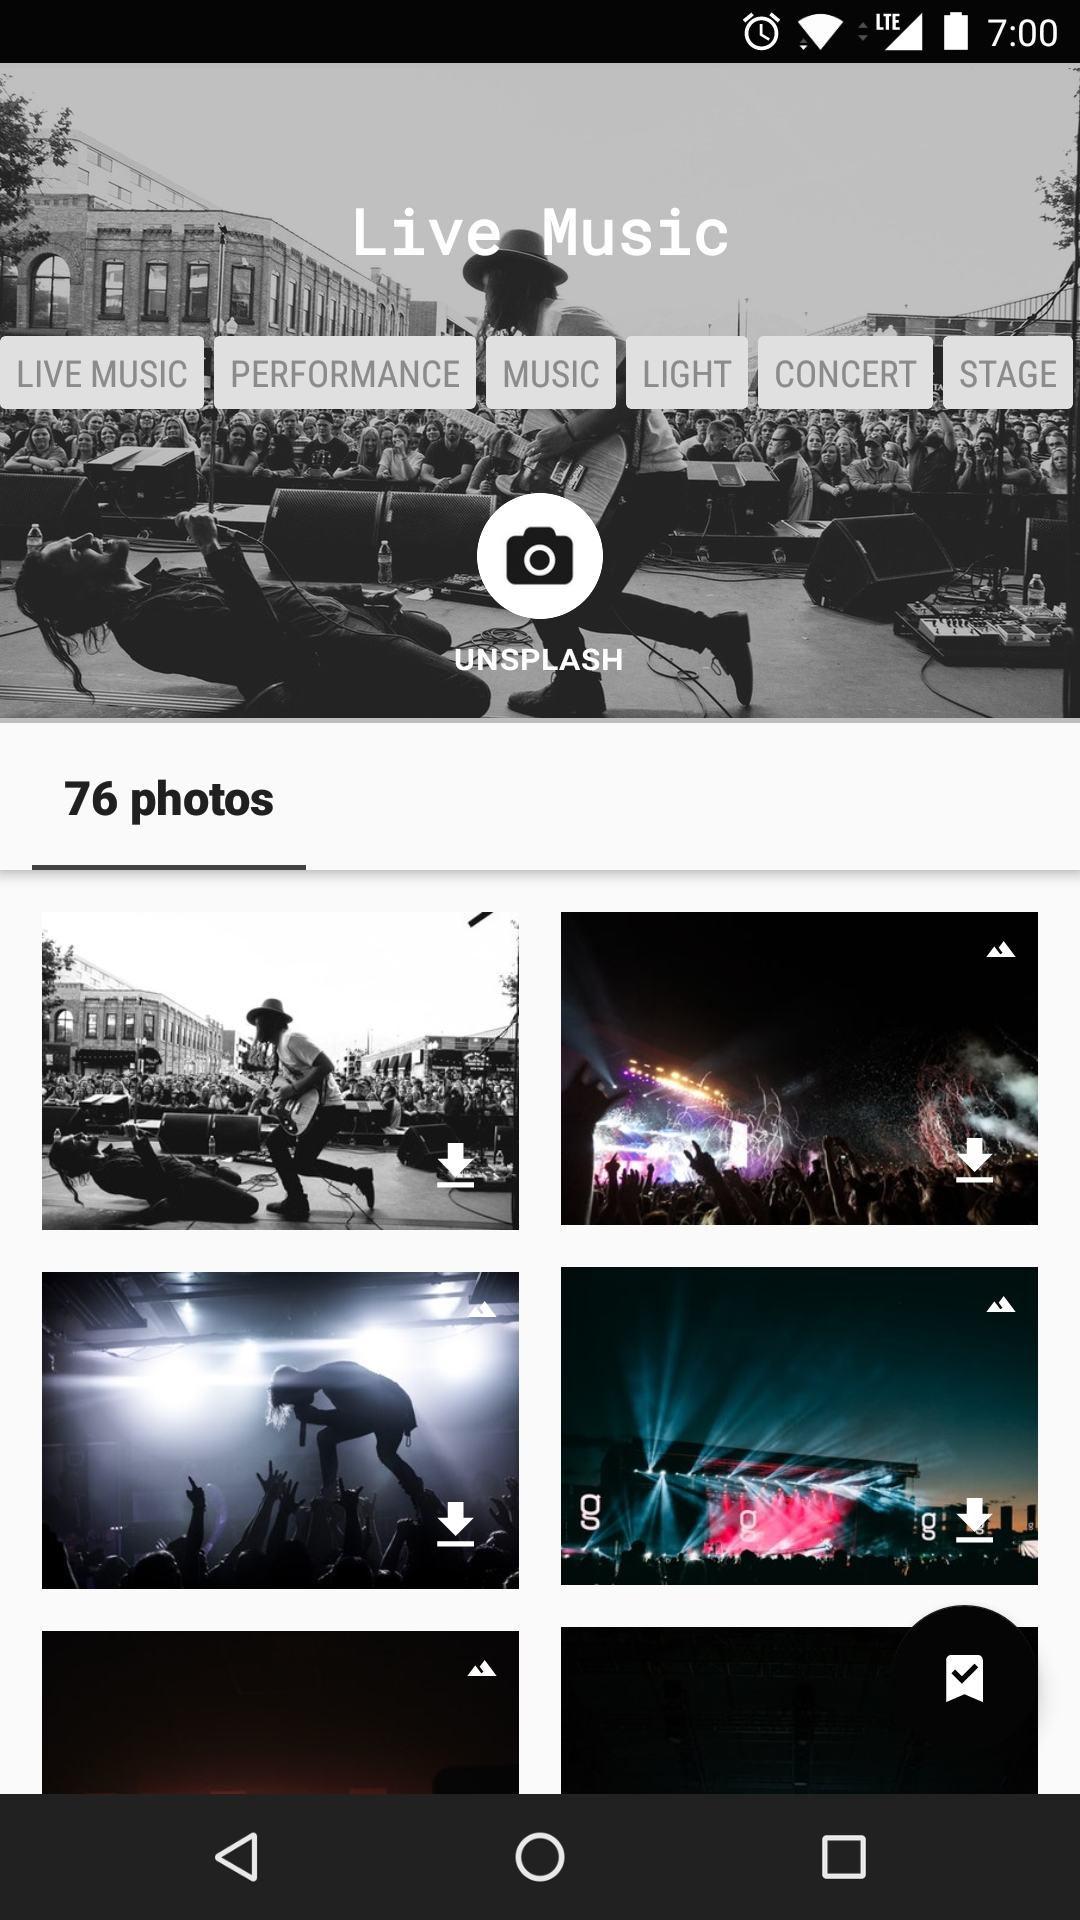 LTE 7:00
Live Music
LIVE MUSIC PERFORMANCE MUSIC LIGHT CONCERT STAGE
UNSPLASH
76 photos
g g g